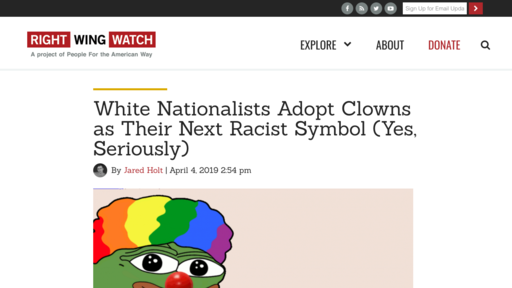 Sign Up for Email Upda
RIGHT WING WATCH
A project of People For the American Way
EXPLORE ABOUT DONATE
White Nationalists Adopt Clowns
as Their Next Racist Symbol (Yes,
Seriously)
By Jared Holt | April 4, 2019 2:54 pm